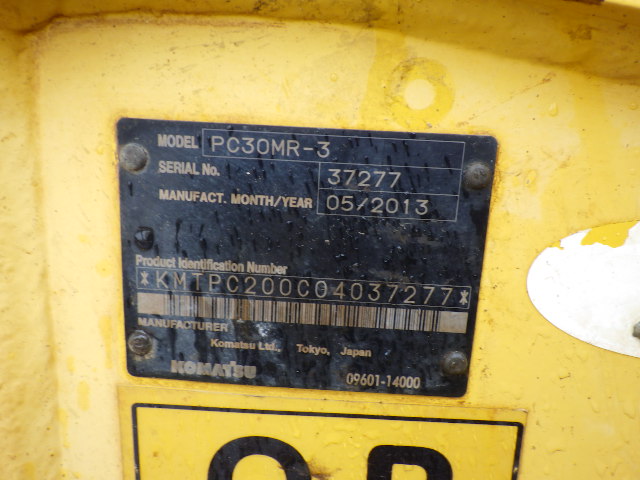 MODEL PC30MR-3
SERIAL No. 37277
MANUFACT. MONTH/YEAR 05/2013
Product Identification Number
*KMTPC200C04037277*
MANUFACTURER
Komatsu Ltd., Tokyo, Japan
KOMATSU 09601-14000